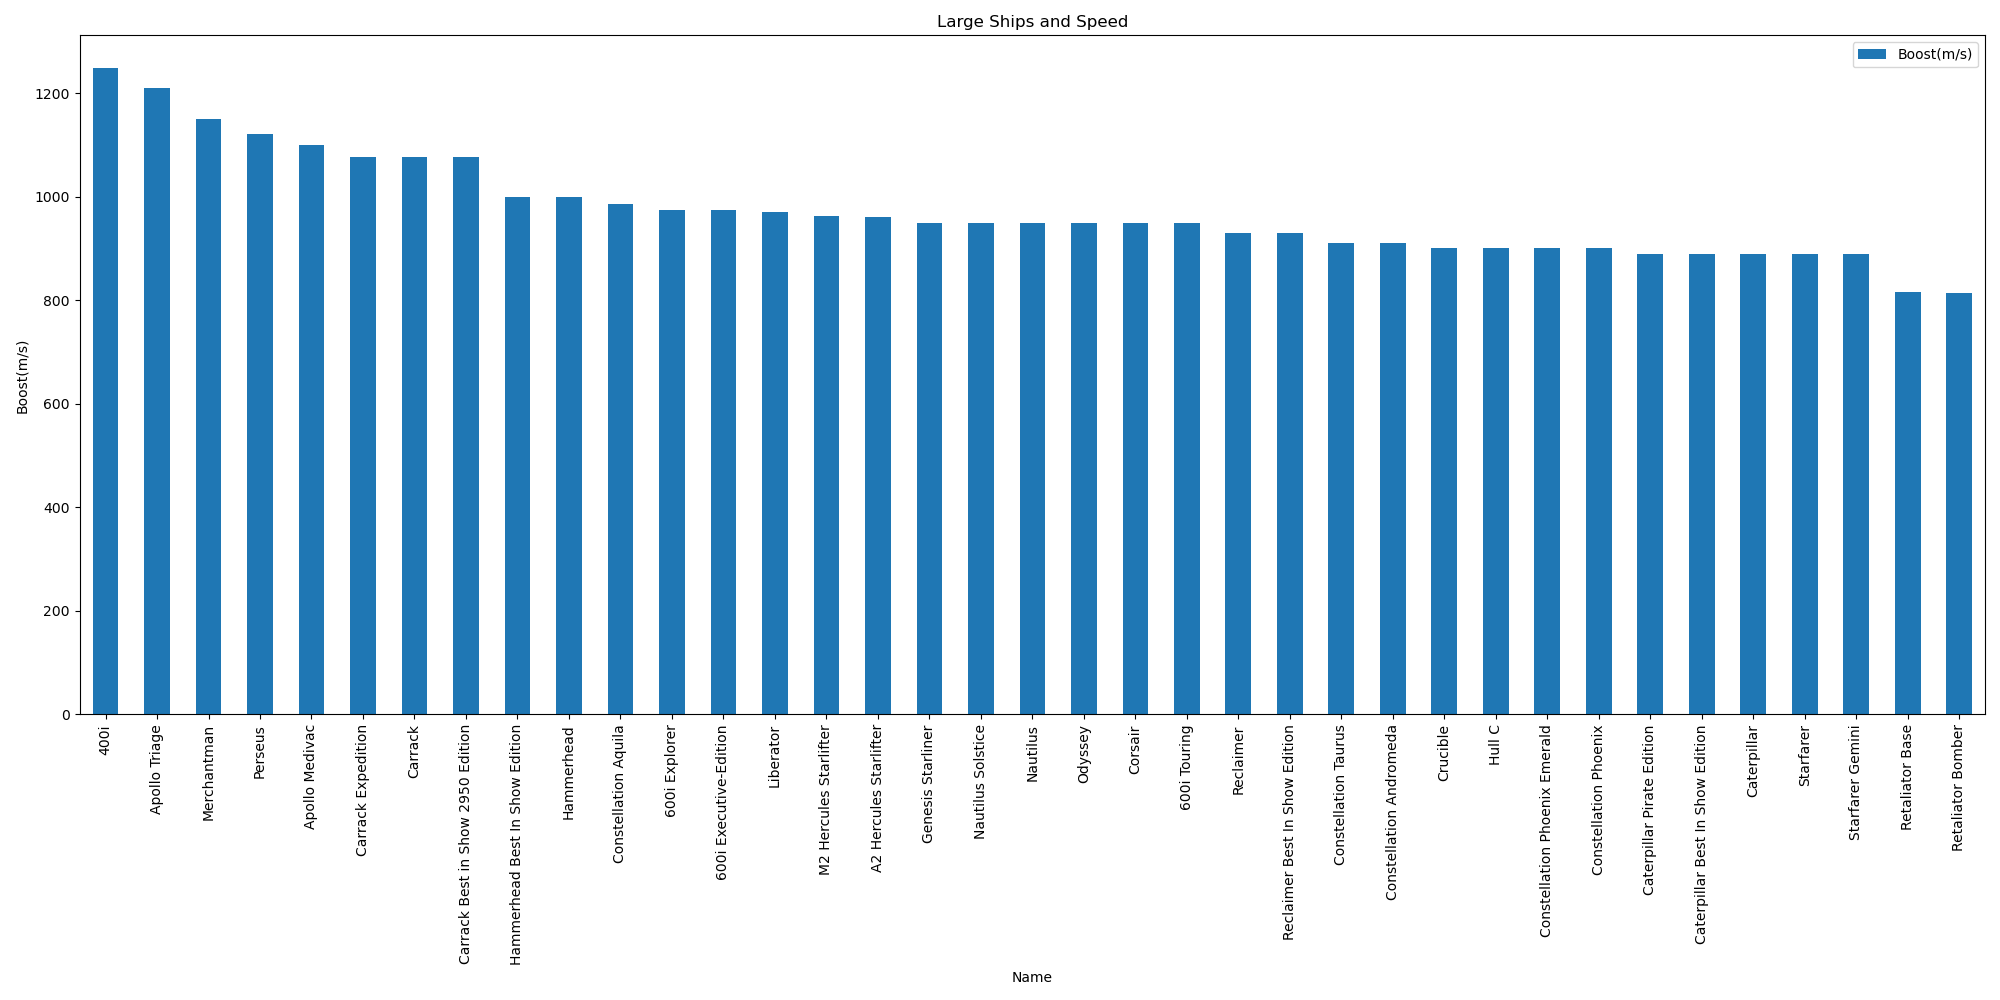 Large Ships and Speed
Boost(m/s)
Boost(m/s)
1200
1000
800
600
400
200
0
400i
Apollo Triage
Merchantman
Perseus
Apollo Medivac
Carrack Expedition
Carrack
Carrack Best in Show 2950 Edition
Hammerhead Best In Show Edition
Hammerhead
Constellation Aquila
600i Explorer
600i Executive-Edition
Liberator
M2 Hercules Starlifter
A2 Hercules Starlifter
Genesis Starliner
Nautilus Solstice
Nautilus
Odyssey
Corsair
600i Touring
Reclaimer
Reclaimer Best In Show Edition
Constellation Taurus
Constellation Andromeda
Crucible
Hull C
Constellation Phoenix Emerald
Constellation Phoenix
Caterpillar Pirate Edition
Caterpillar Best In Show Edition
Caterpillar
Starfarer
Starfarer Gemini
Retaliator Base
Retaliator Bomber
Name